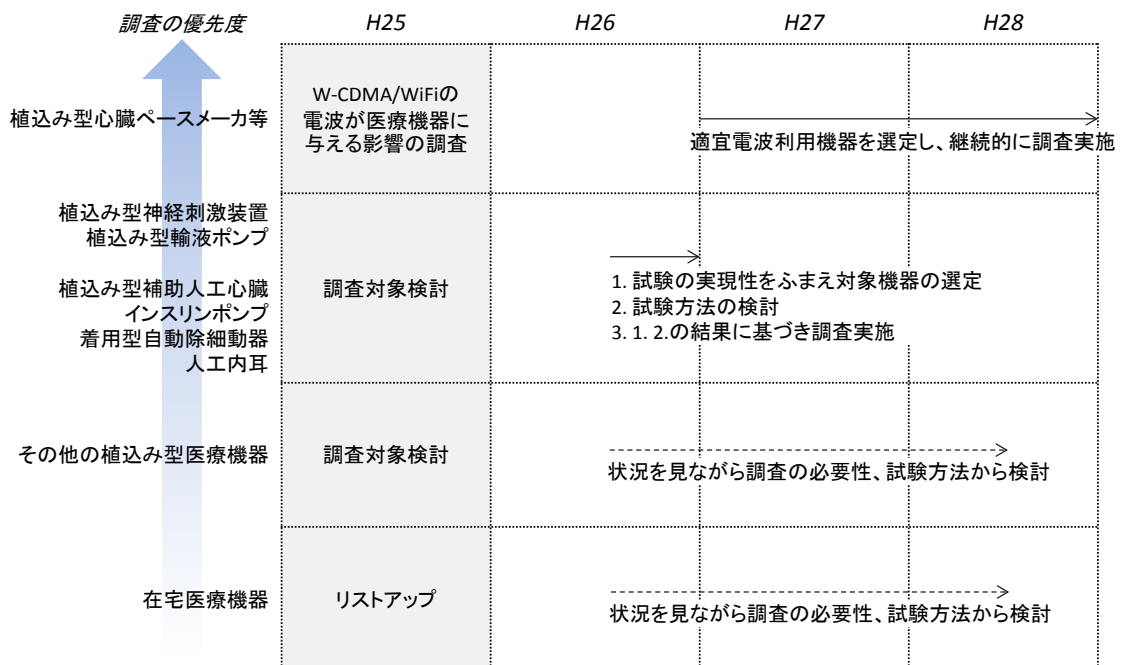 調査の優先度
H25
H26
H27
H28
植込み型心臓ペースメーカ等
W-CDMA/WiFiの
電波が医療機器に
与える影響の調査
適宜電波利用機器を選定し、継続的に調査実施
植込み型神経刺激装置
植込み型輸液ポンプ
植込み型補助人工心臓
インスリンポンプ
着用型自動除細動器
人工内耳
調査対象検討
1. 試験の実現性をふまえ対象機器の選定
2. 試験方法の検討
3. 1. 2.の結果に基づき調査実施
その他の植込み型医療機器
調査対象検討
状況を見ながら調査の必要性、試験方法から検討
在宅医療機器
リストアップ
状況を見ながら調査の必要性、試験方法から検討